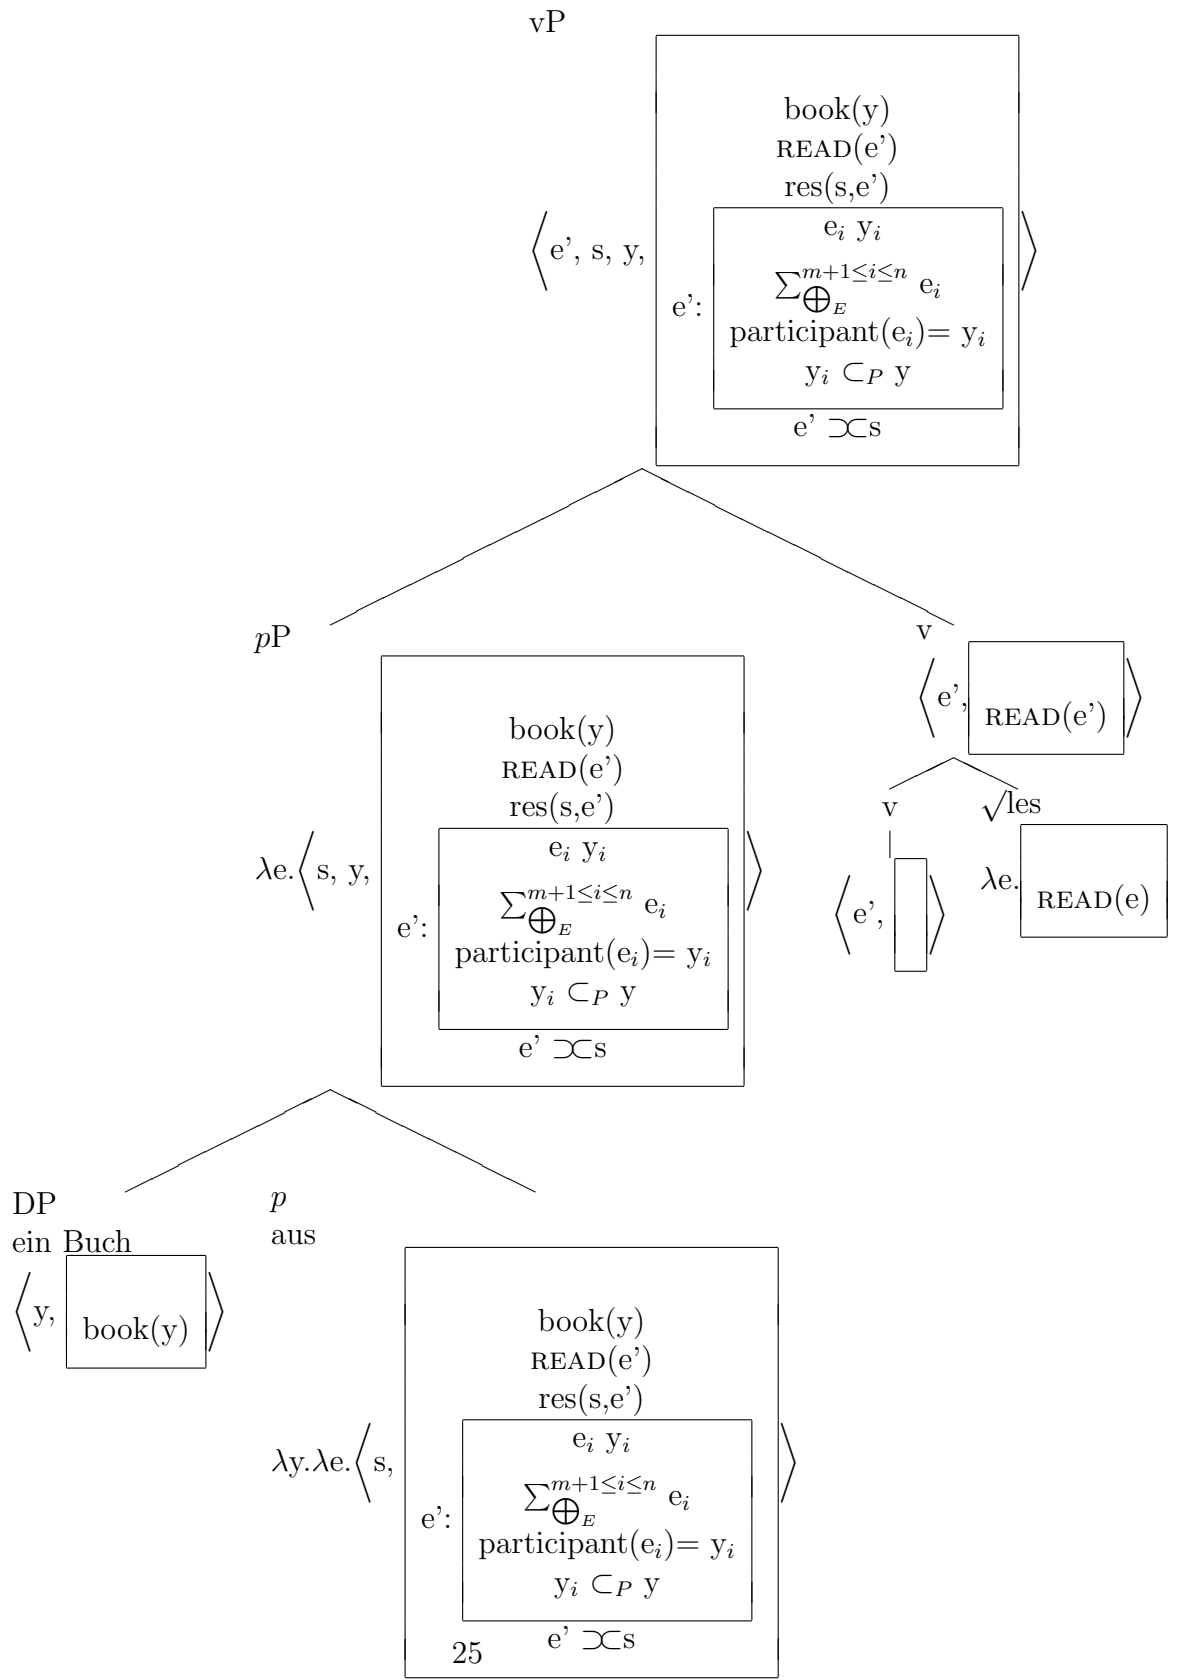 vP
book(y)
READ(e')
res(s,e')
⟨e', s, y,
e_i y_i
∑_{⊕_E}^{m+1≤i≤n} e_i
e':
participant(e_i)= y_i
y_i ⊂_P y
e' ⊃⊂s
⟩
pP
book(y)
READ(e')
res(s,e')
λe.⟨s, y,
e_i y_i
∑_{⊕_E}^{m+1≤i≤n} e_i
e':
participant(e_i)= y_i
y_i ⊂_P y
e' ⊃⊂s
⟩
v
⟨e', READ(e')⟩
v
⟨e', ⟩
√les
λe. READ(e)
DP
ein Buch
⟨y, book(y)⟩
p
aus
book(y)
READ(e')
res(s,e')
λy.λe.⟨s,
e_i y_i
∑_{⊕_E}^{m+1≤i≤n} e_i
e':
participant(e_i)= y_i
y_i ⊂_P y
e' ⊃⊂s
⟩
25